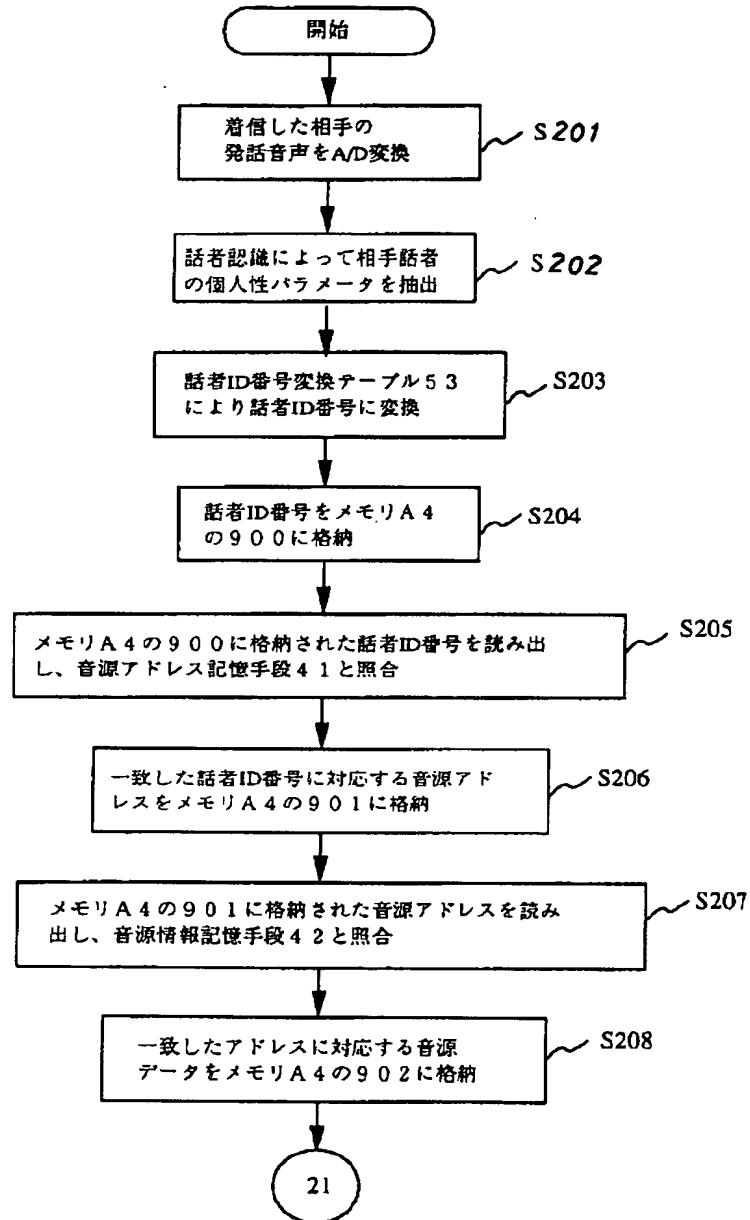 開始
着信した相手の
発話音声をA/D変換
S201
話者認識によって相手話者
の個人性パラメータを抽出
S202
話者ID番号変換テーブル５３
により話者ID番号に変換
S203
話者ID番号をメモリA４
の９００に格納
S204
メモリA４の９００に格納された話者ID番号を読み出
し、音源アドレス記憶手段４１と照合
S205
一致した話者ID番号に対応する音源アド
レスをメモリA４の９０１に格納
S206
メモリA４の９０１に格納された音源アドレスを読み
出し、音源情報記憶手段４２と照合
S207
一致したアドレスに対応する音源
データをメモリA４の９０２に格納
S208
21